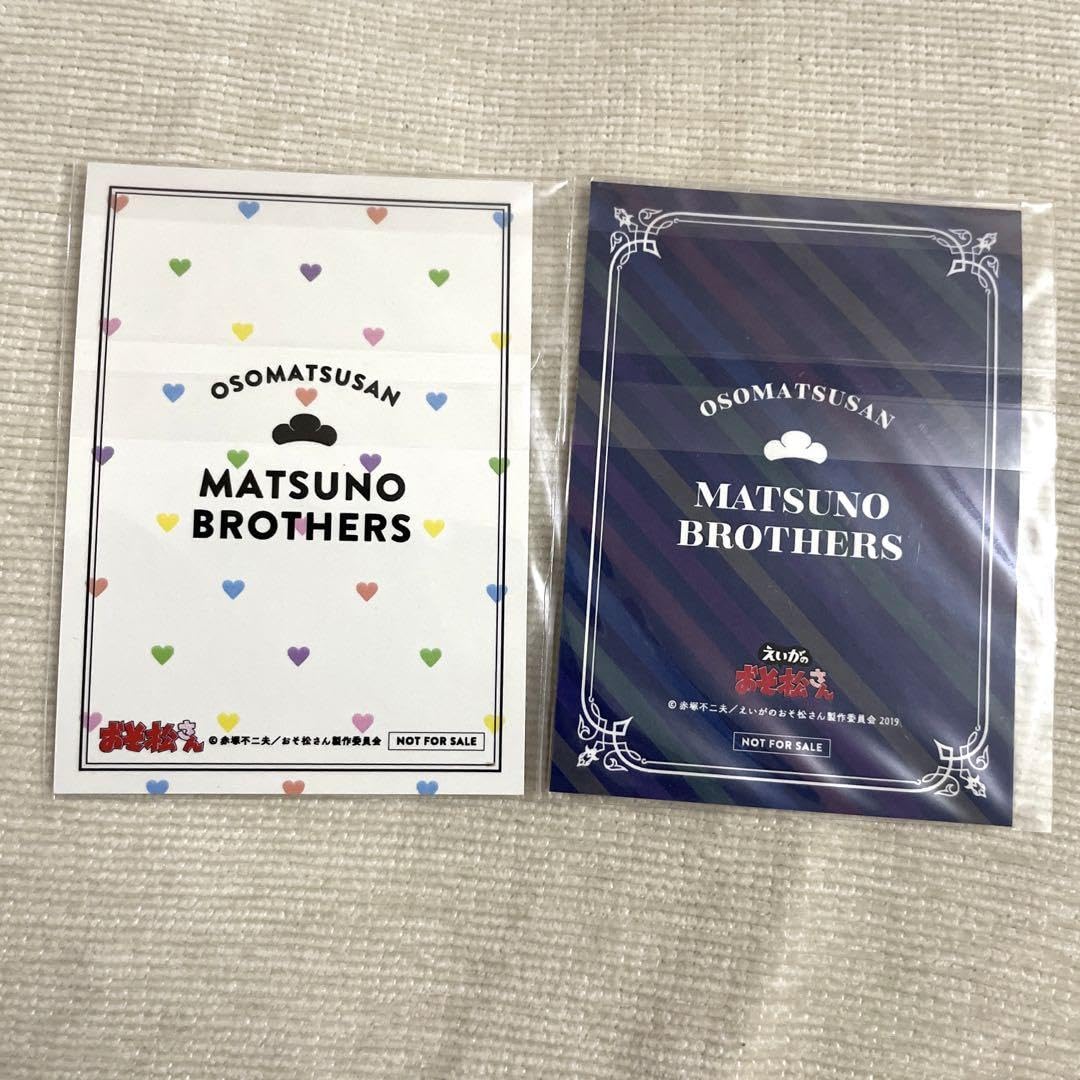 OSOMATSUSAN
MATSUNO
BROTHERS
おそ松さん
©赤塚不二夫／おそ松さん製作委員会
NOT FOR SALE
OSOMATSUSAN
MATSUNO
BROTHERS
えいがの
おそ松さん
©赤塚不二夫／えいがのおそ松さん製作委員会 2019
NOT FOR SALE